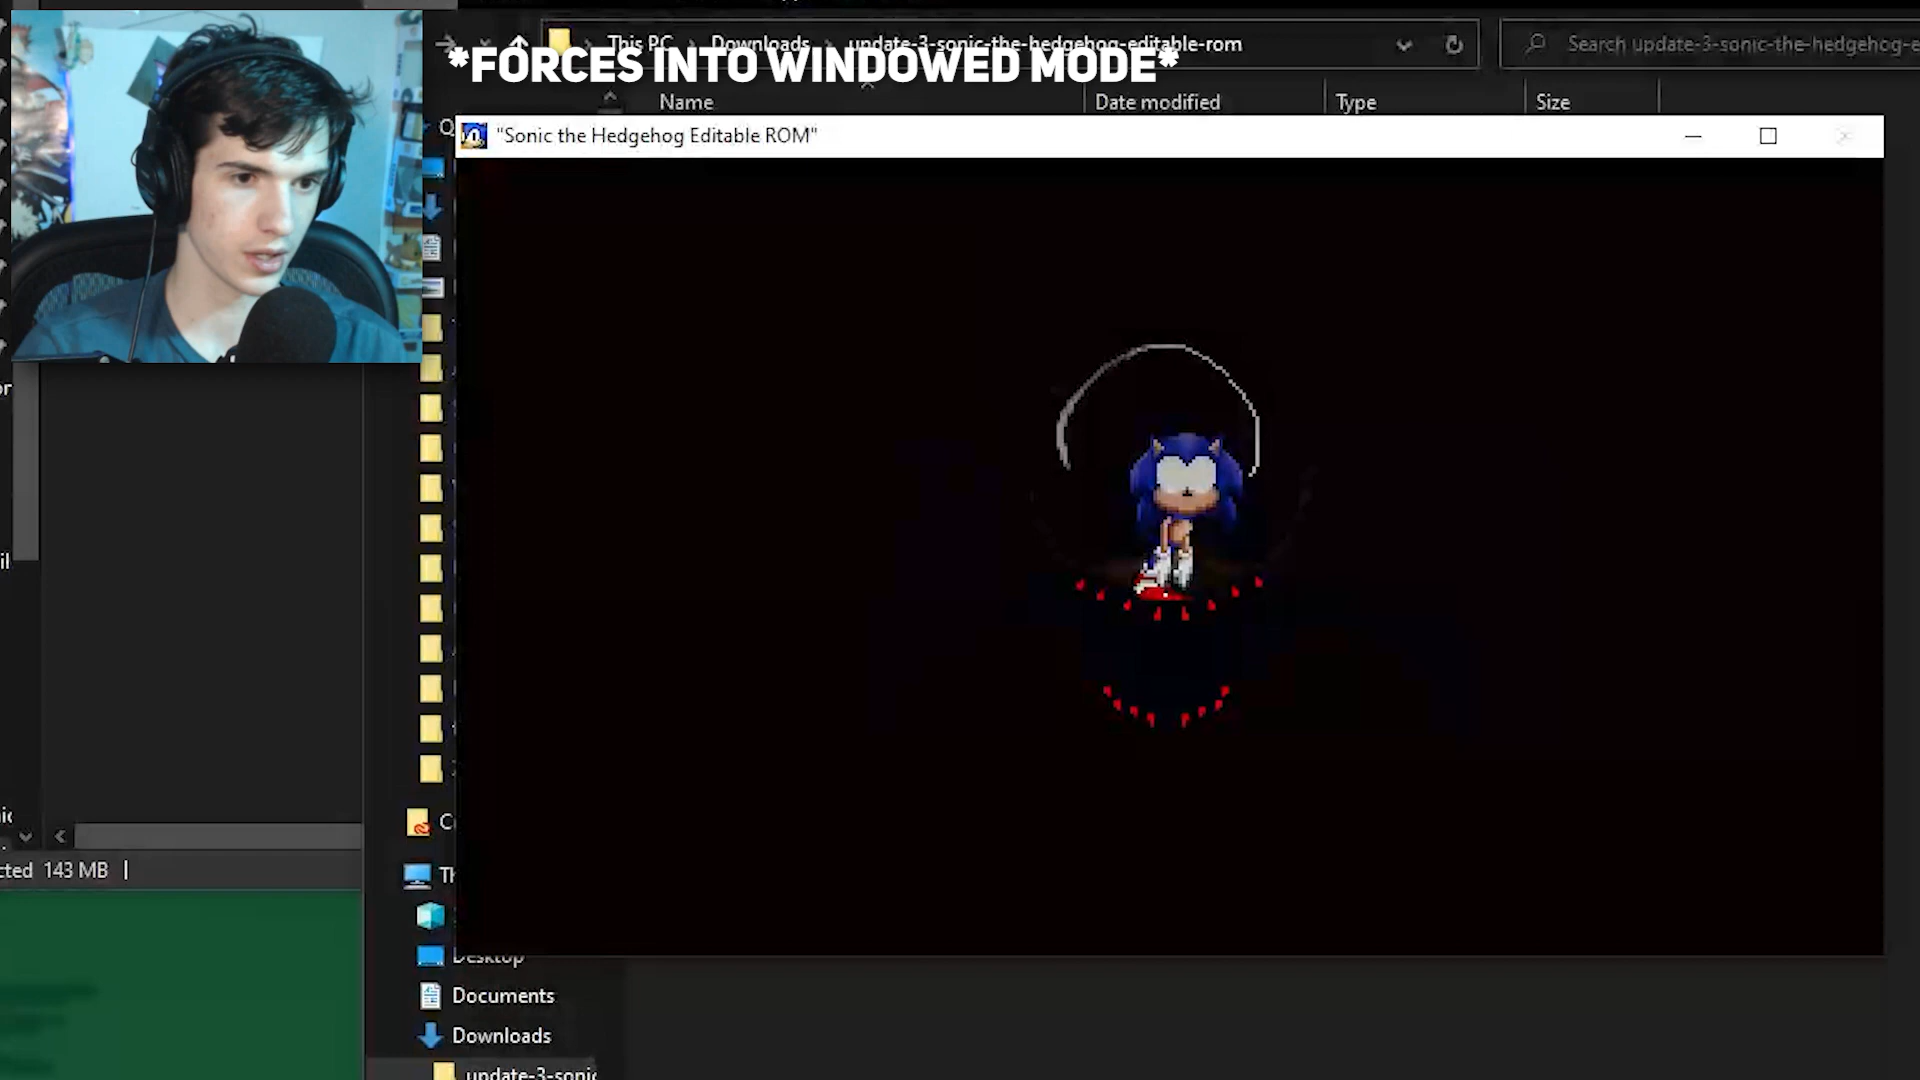 This PC Downloads update-3-sonic-the-hedgehog-editable-rom
Search update-3-sonic-the-hedgehog-e
*FORCES INTO WINDOWED MODE*
Name Date modified Type Size
"Sonic the Hedgehog Editable ROM"
143 MB
Desktop
Documents
Downloads
update-3-sonic